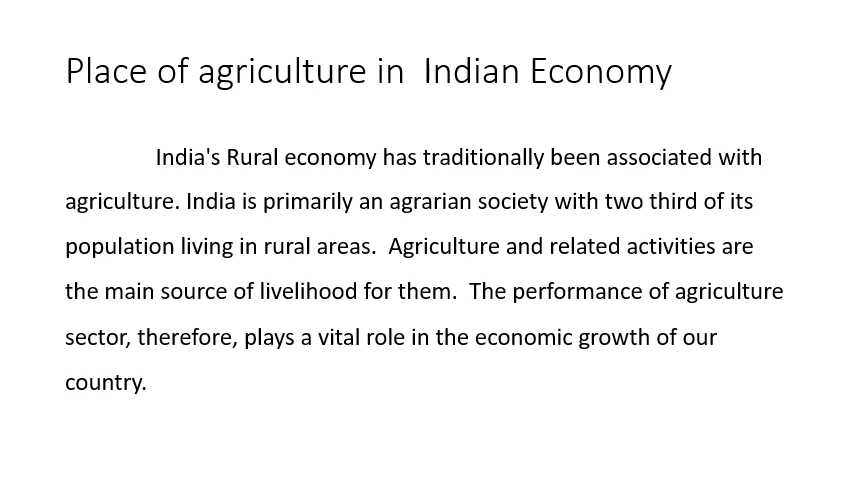 Place of agriculture in  Indian Economy
India's Rural economy has traditionally been associated with
agriculture. India is primarily an agrarian society with two third of its
population living in rural areas.  Agriculture and related activities are
the main source of livelihood for them.  The performance of agriculture
sector, therefore, plays a vital role in the economic growth of our
country.